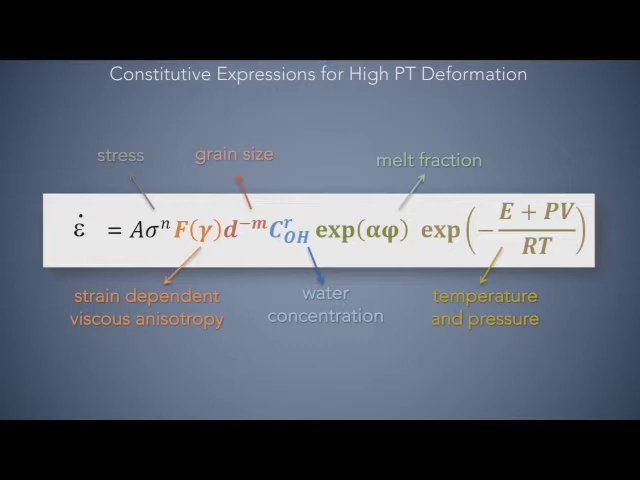 Constitutive Expressions for High PT Deformation
stress
grain size
melt fraction
ε̇ = Aσⁿ F(γ) d⁻ᵐ C_OH^r exp(αφ) exp(−(E + PV)/RT)
strain dependent
viscous anisotropy
water
concentration
temperature
and pressure